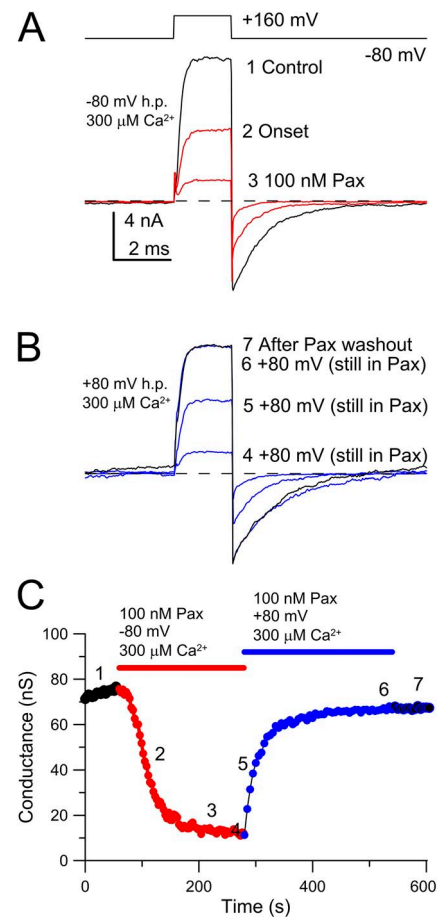 A
+160 mV
-80 mV
1 Control
-80 mV h.p.
300 μM Ca²⁺
2 Onset
3 100 nM Pax
4 nA
2 ms
B
7 After Pax washout
6 +80 mV (still in Pax)
+80 mV h.p.
300 μM Ca²⁺
5 +80 mV (still in Pax)
4 +80 mV (still in Pax)
C
100 nM Pax
-80 mV
300 μM Ca²⁺
100 nM Pax
+80 mV
300 μM Ca²⁺
100
80
60
40
20
0
Conductance (nS)
1
2
3
4
5
6
7
0
200
400
600
Time (s)